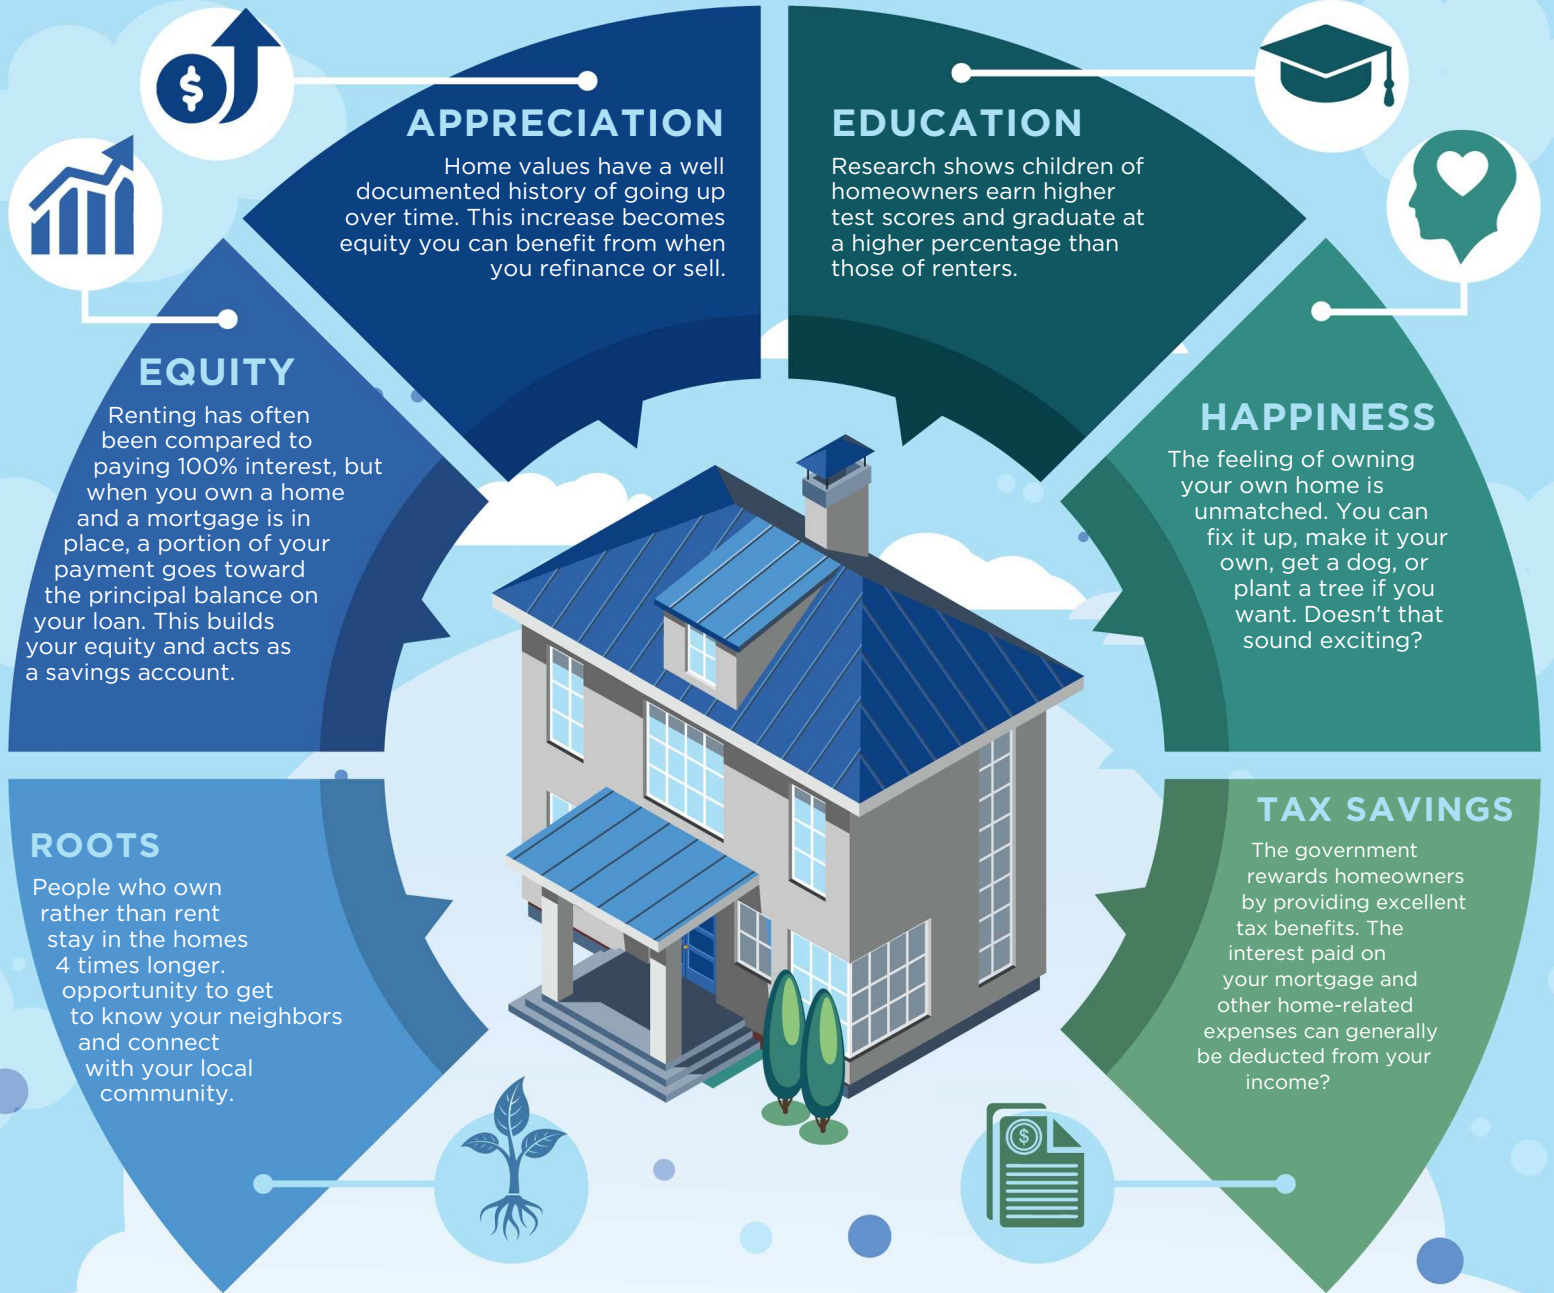 APPRECIATION
Home values have a well
documented history of going up
over time. This increase becomes
equity you can benefit from when
you refinance or sell.
EDUCATION
Research shows children of
homeowners earn higher
test scores and graduate at
a higher percentage than
those of renters.
EQUITY
Renting has often
been compared to
paying 100% interest, but
when you own a home
and a mortgage is in
place, a portion of your
payment goes toward
the principal balance on
your loan. This builds
your equity and acts as
a savings account.
HAPPINESS
The feeling of owning
your own home is
unmatched. You can
fix it up, make it your
own, get a dog, or
plant a tree if you
want. Doesn't that
sound exciting?
ROOTS
People who own
rather than rent
stay in the homes
4 times longer.
opportunity to get
to know your neighbors
and connect
with your local
community.
TAX SAVINGS
The government
rewards homeowners
by providing excellent
tax benefits. The
interest paid on
your mortgage and
other home-related
expenses can generally
be deducted from your
income?